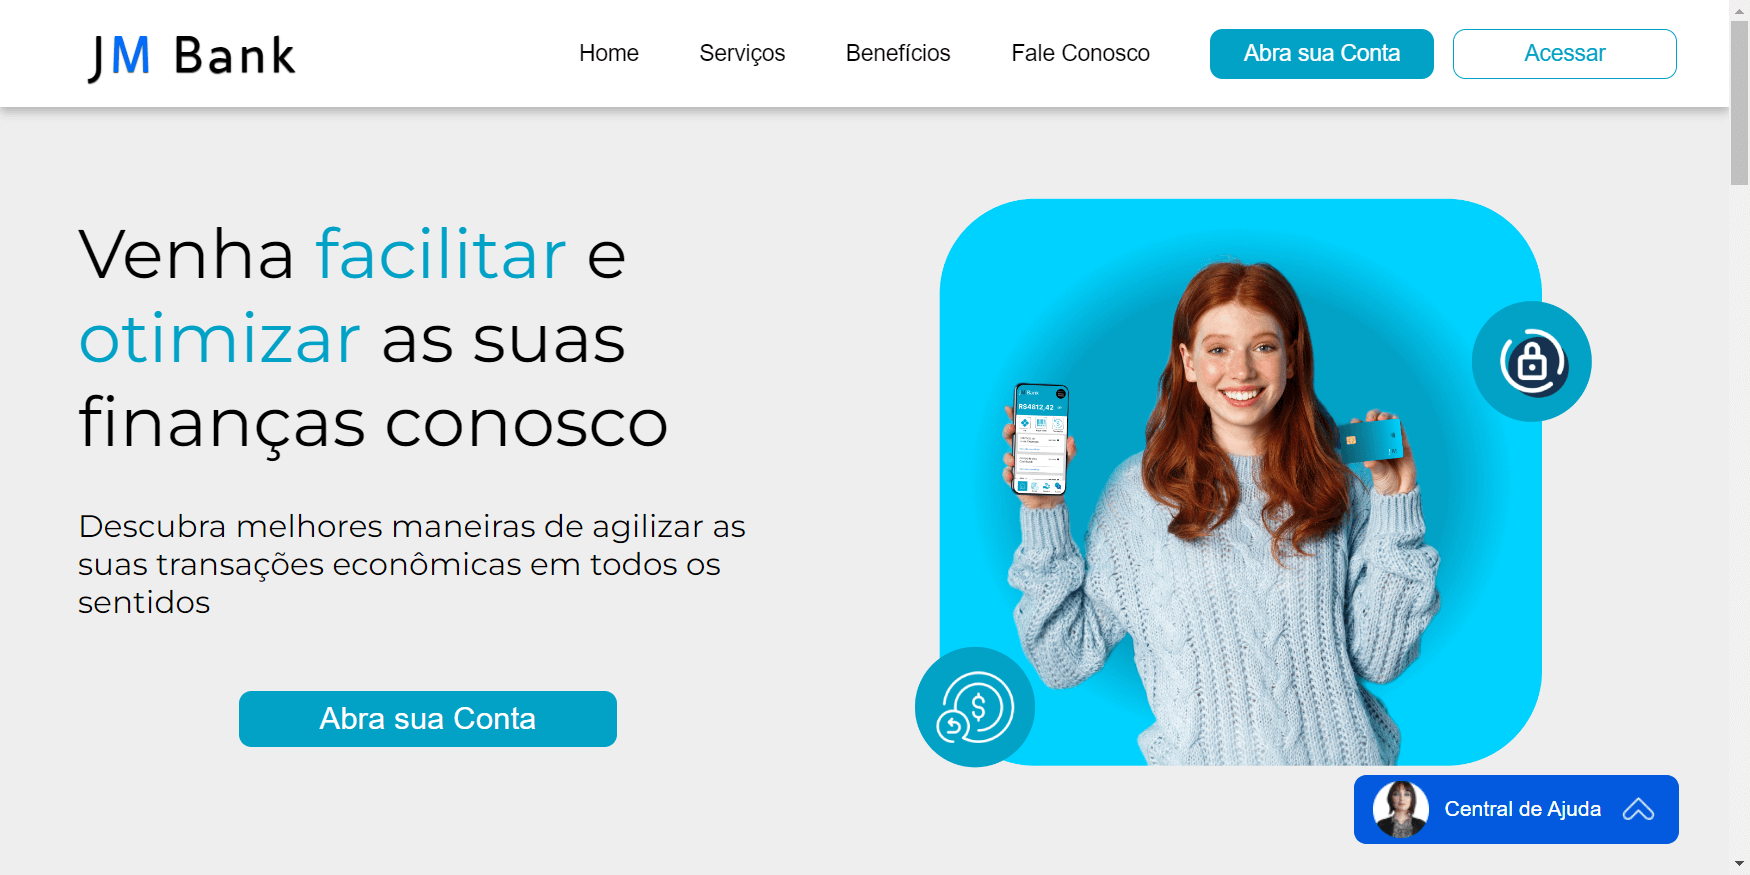 JM Bank
Home
Serviços
Benefícios
Fale Conosco
Abra sua Conta
Acessar
Venha facilitar e
otimizar as suas
finanças conosco
Descubra melhores maneiras de agilizar as
suas transações econômicas em todos os
sentidos
Abra sua Conta
JM Bank
R$4812,42
$
Central de Ajuda